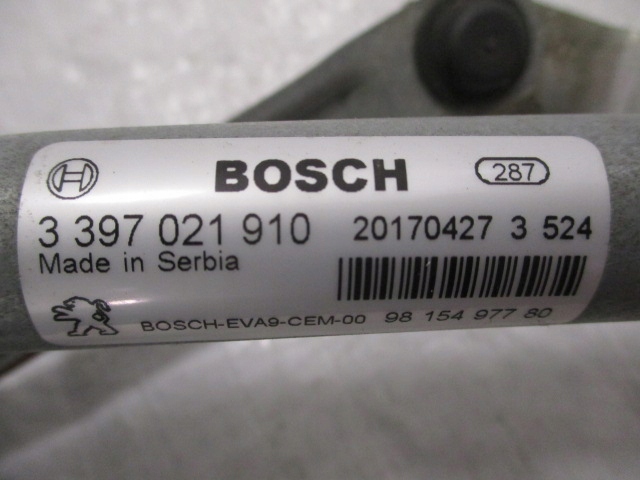 BOSCH 287
3 397 021 910 20170427 3 524
Made in Serbia
BOSCH-EVA9-CEM-00 98 154 977 80